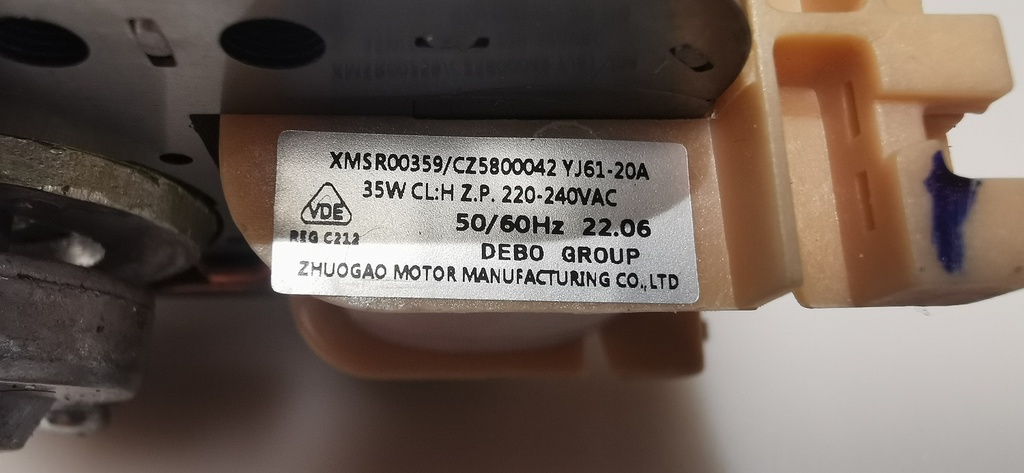 XMSR00359/CZ5800042 YJ61-20A
35W CL:H Z.P. 220-240VAC
VDE
50/60Hz 22.06
REG C212
DEBO GROUP
ZHUOGAO MOTOR MANUFACTURING CO.,LTD